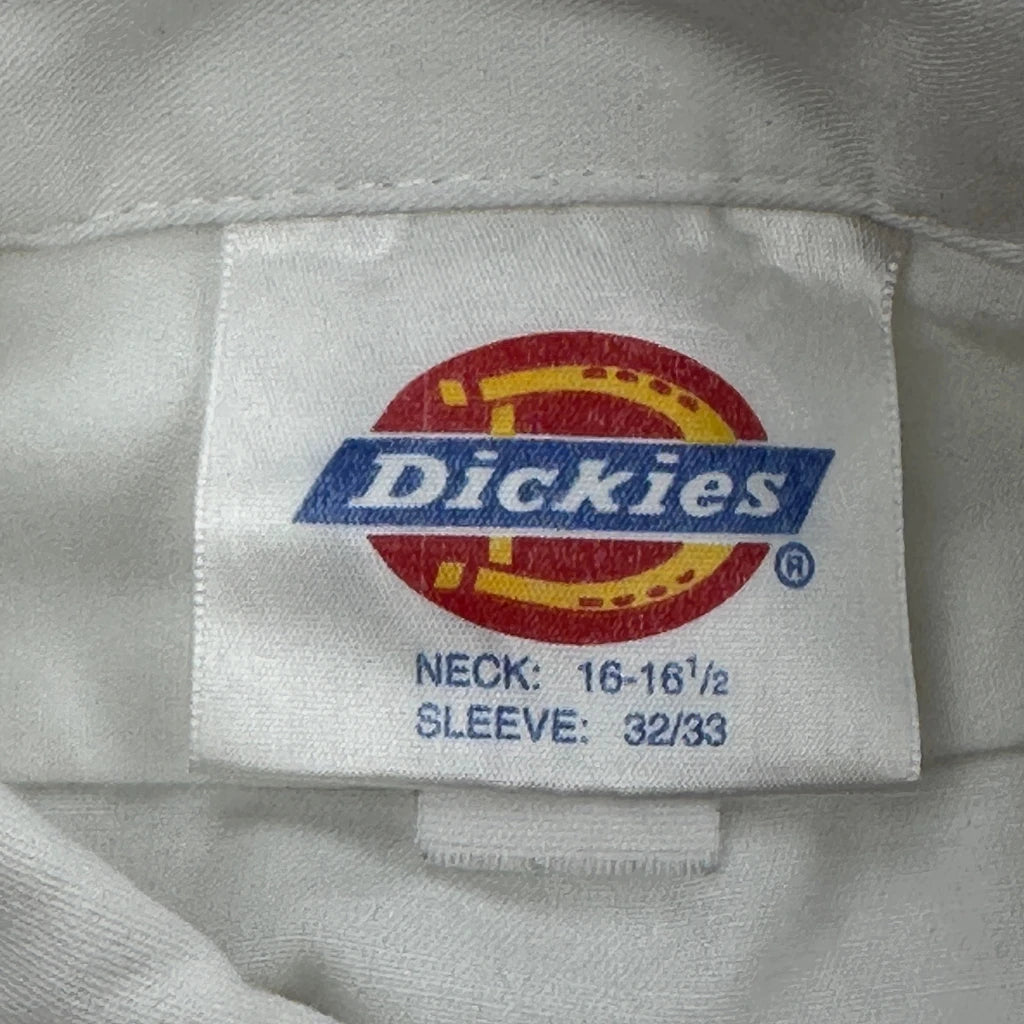 Dickies
®
NECK: 16-16½
SLEEVE: 32/33